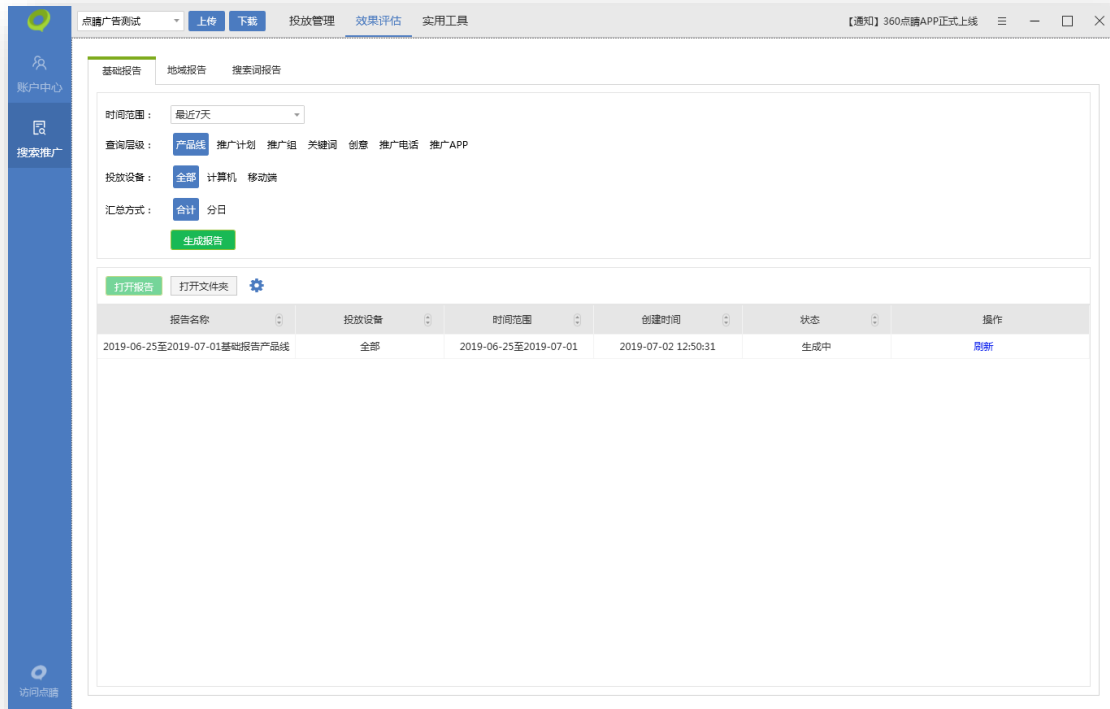 点睛广告测试 上传 下载 投放管理 效果评估 实用工具 【通知】360点睛APP正式上线
账户中心
搜索推广
基础报告 地域报告 搜索词报告
时间范围： 最近7天
查询层级： 产品线 推广计划 推广组 关键词 创意 推广电话 推广APP
投放设备： 全部 计算机 移动端
汇总方式： 合计 分日
生成报告
打开报告 打开文件夹
报告名称 投放设备 时间范围 创建时间 状态 操作
2019-06-25至2019-07-01基础报告产品线 全部 2019-06-25至2019-07-01 2019-07-02 12:50:31 生成中 刷新
访问点睛